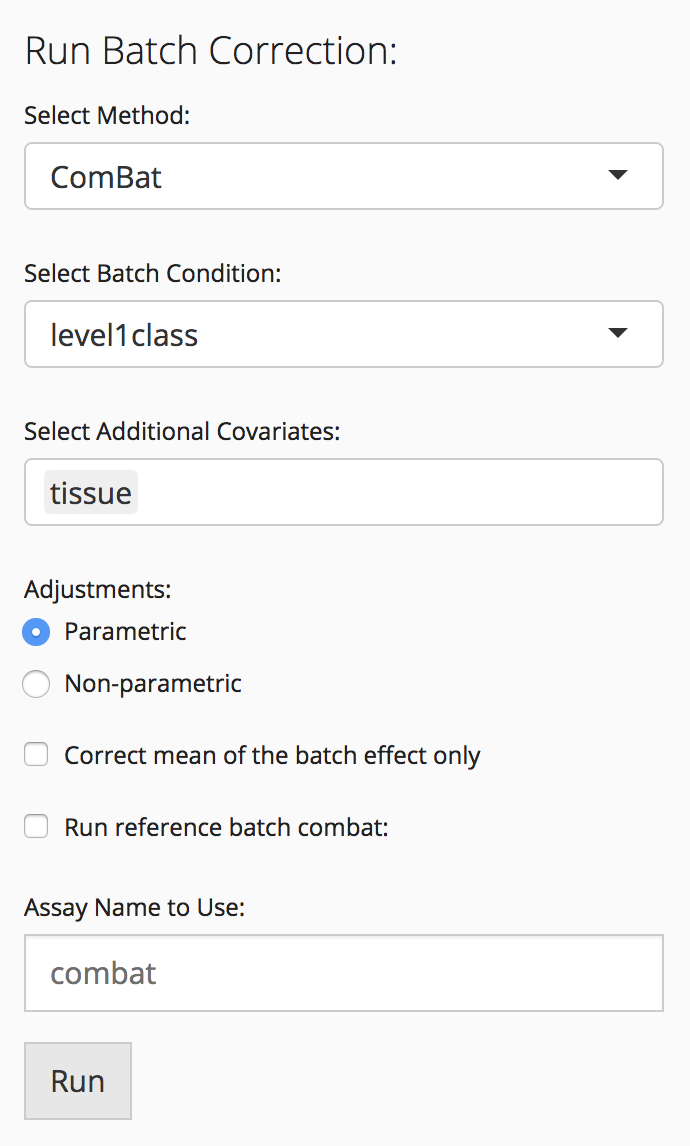 Run Batch Correction:
Select Method:
ComBat
Select Batch Condition:
level1class
Select Additional Covariates:
tissue
Adjustments:
Parametric
Non-parametric
Correct mean of the batch effect only
Run reference batch combat:
Assay Name to Use:
combat
Run